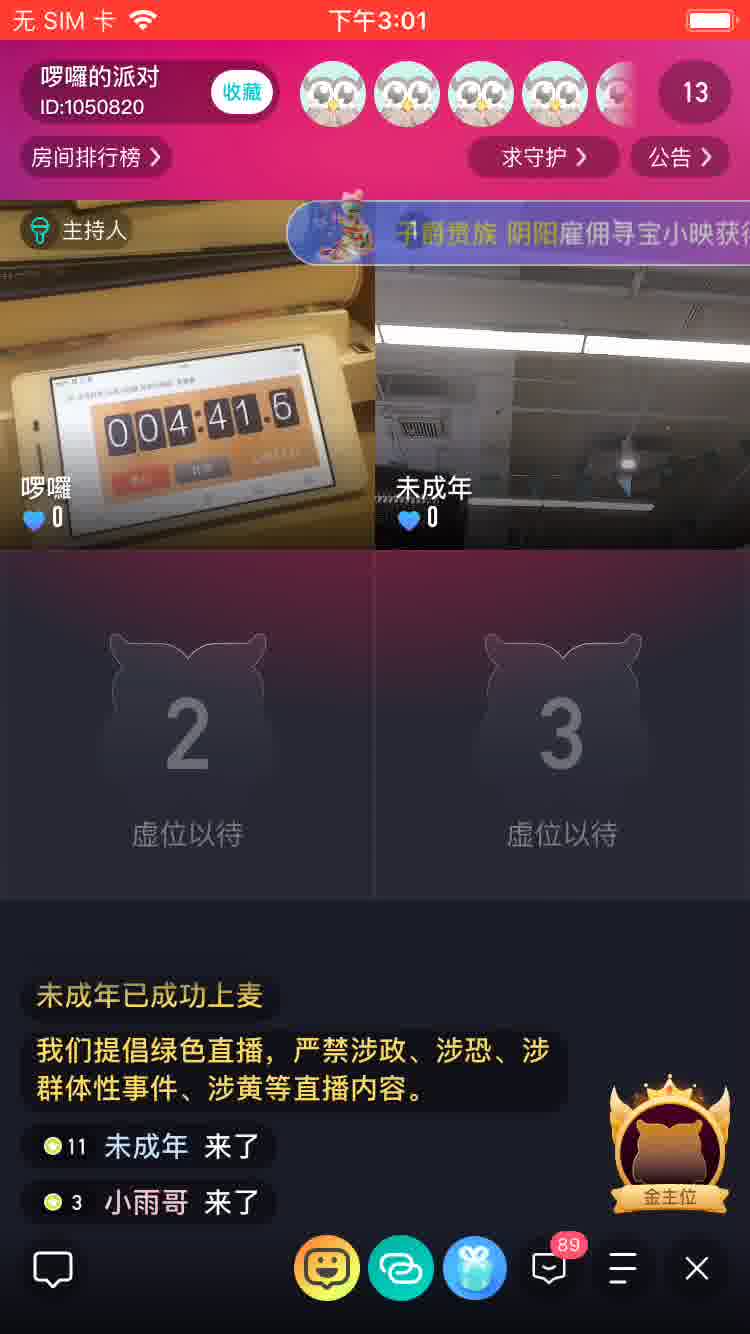 无 SIM 卡
下午3:01
啰囉的派对
ID:1050820
收藏
13
房间排行榜
求守护
公告
主持人
子爵贵族 阴阳雇佣寻宝小映获
004:41.6
啰囉
0
未成年
0
2
虚位以待
3
虚位以待
未成年已成功上麦
我们提倡绿色直播，严禁涉政、涉恐、涉
群体性事件、涉黄等直播内容。
11 未成年 来了
3 小雨哥 来了
金主位
89